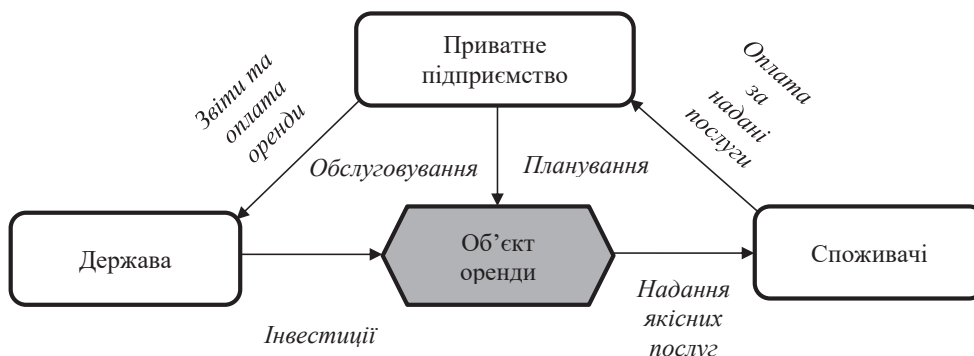 Приватне
підприємство
Звіти та
оплата
оренди
Оплата
за
надані
послуги
Обслуговування
Планування
Держава
Об’єкт
оренди
Споживачі
Інвестиції
Надання
якісних
послуг